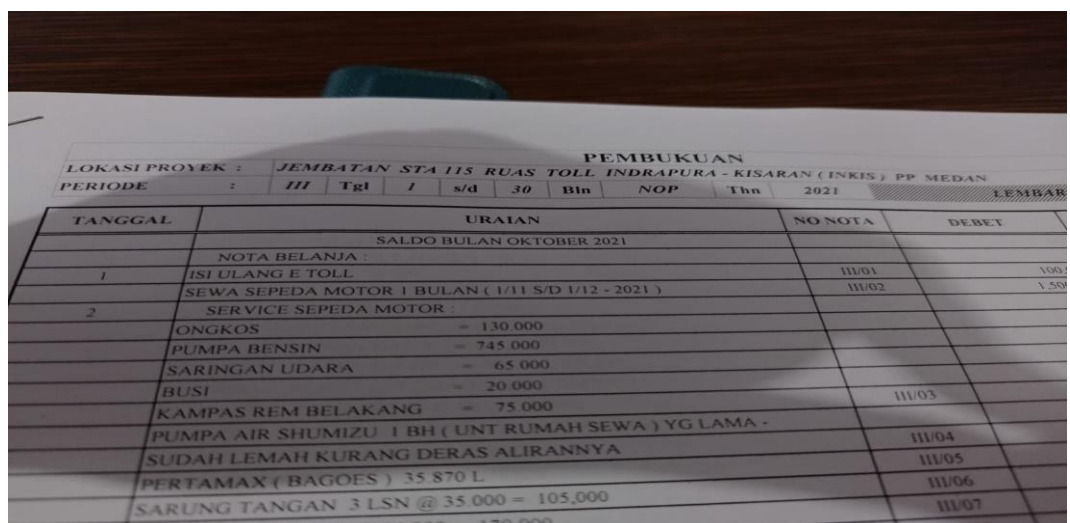 PEMBUKUAN
LOKASI PROYEK : JEMBATAN STA 115 RUAS TOLL INDRAPURA - KISARAN ( INKIS ) PP MEDAN
PERIODE : III Tgl 1 s/d 30 Bln NOP Thn 2021 LEMBAR
TANGGAL URAIAN NO NOTA DEBET
SALDO BULAN OKTOBER 2021
NOTA BELANJA :
1 ISI ULANG E TOLL III/01
SEWA SEPEDA MOTOR 1 BULAN ( 1/11 S/D 1/12 - 2021 ) III/02
2 SERVICE SEPEDA MOTOR :
ONGKOS = 130.000
PUMPA BENSIN = 745.000
SARINGAN UDARA = 65.000
BUSI = 20.000
KAMPAS REM BELAKANG = 75.000 III/03
PUMPA AIR SHUMIZU 1 BH ( UNT RUMAH SEWA ) YG LAMA -
SUDAH LEMAH KURANG DERAS ALIRANNYA III/04
PERTAMAX ( BAGOES ) 35.870 L III/05
SARUNG TANGAN 3 LSN @ 35.000 = 105,000 III/06
III/07